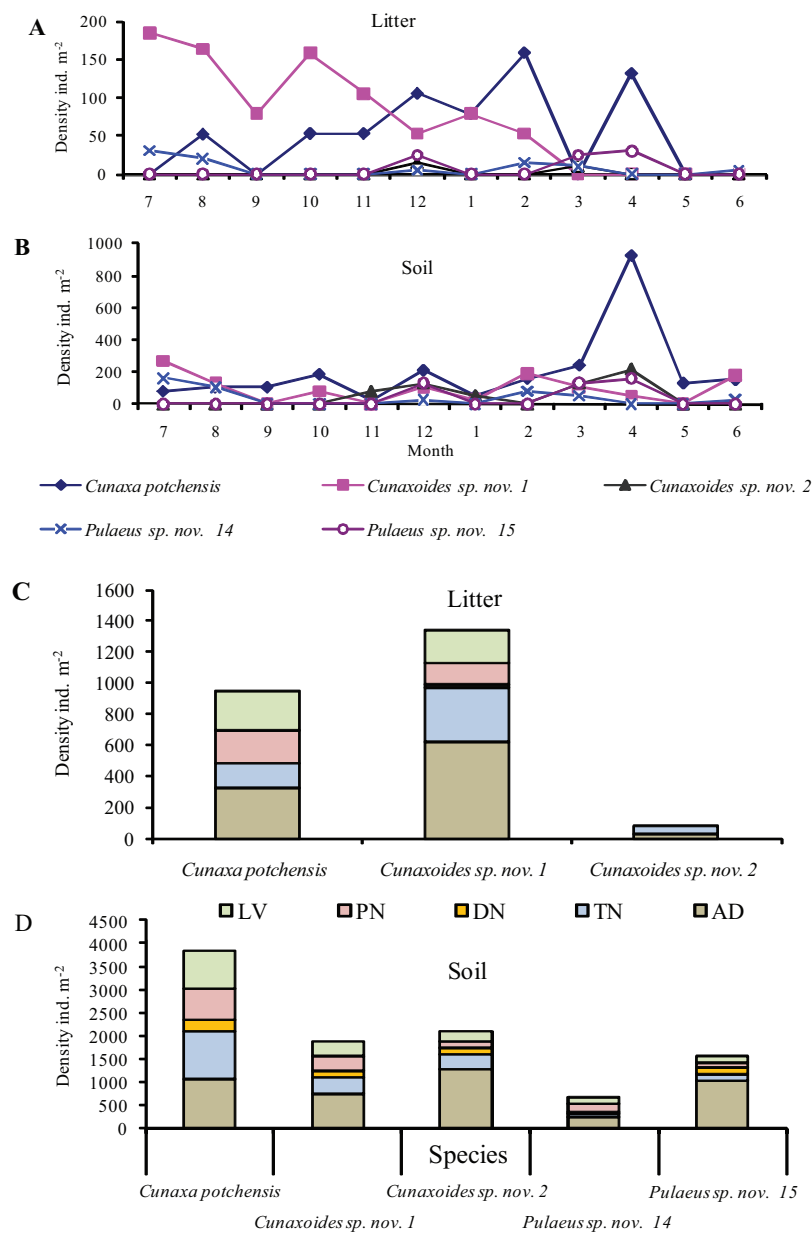 A
Litter
Density ind. m-2
200
150
100
50
0
7 8 9 10 11 12 1 2 3 4 5 6
B
Soil
Density ind. m-2
1000
800
600
400
200
0
7 8 9 10 11 12 1 2 3 4 5 6
Month
Cunaxa potchensis Cunaxoides sp. nov. 1 Cunaxoides sp. nov. 2
Pulaeus sp. nov. 14 Pulaeus sp. nov. 15
C
Litter
Density ind. m-2
1600
1400
1200
1000
800
600
400
200
0
Cunaxa potchensis Cunaxoides sp. nov. 1 Cunaxoides sp. nov. 2
LV PN DN TN AD
D
Soil
Density ind. m-2
4500
4000
3500
3000
2500
2000
1500
1000
500
0
Species
Cunaxa potchensis Cunaxoides sp. nov. 2 Pulaeus sp. nov. 15
Cunaxoides sp. nov. 1 Pulaeus sp. nov. 14